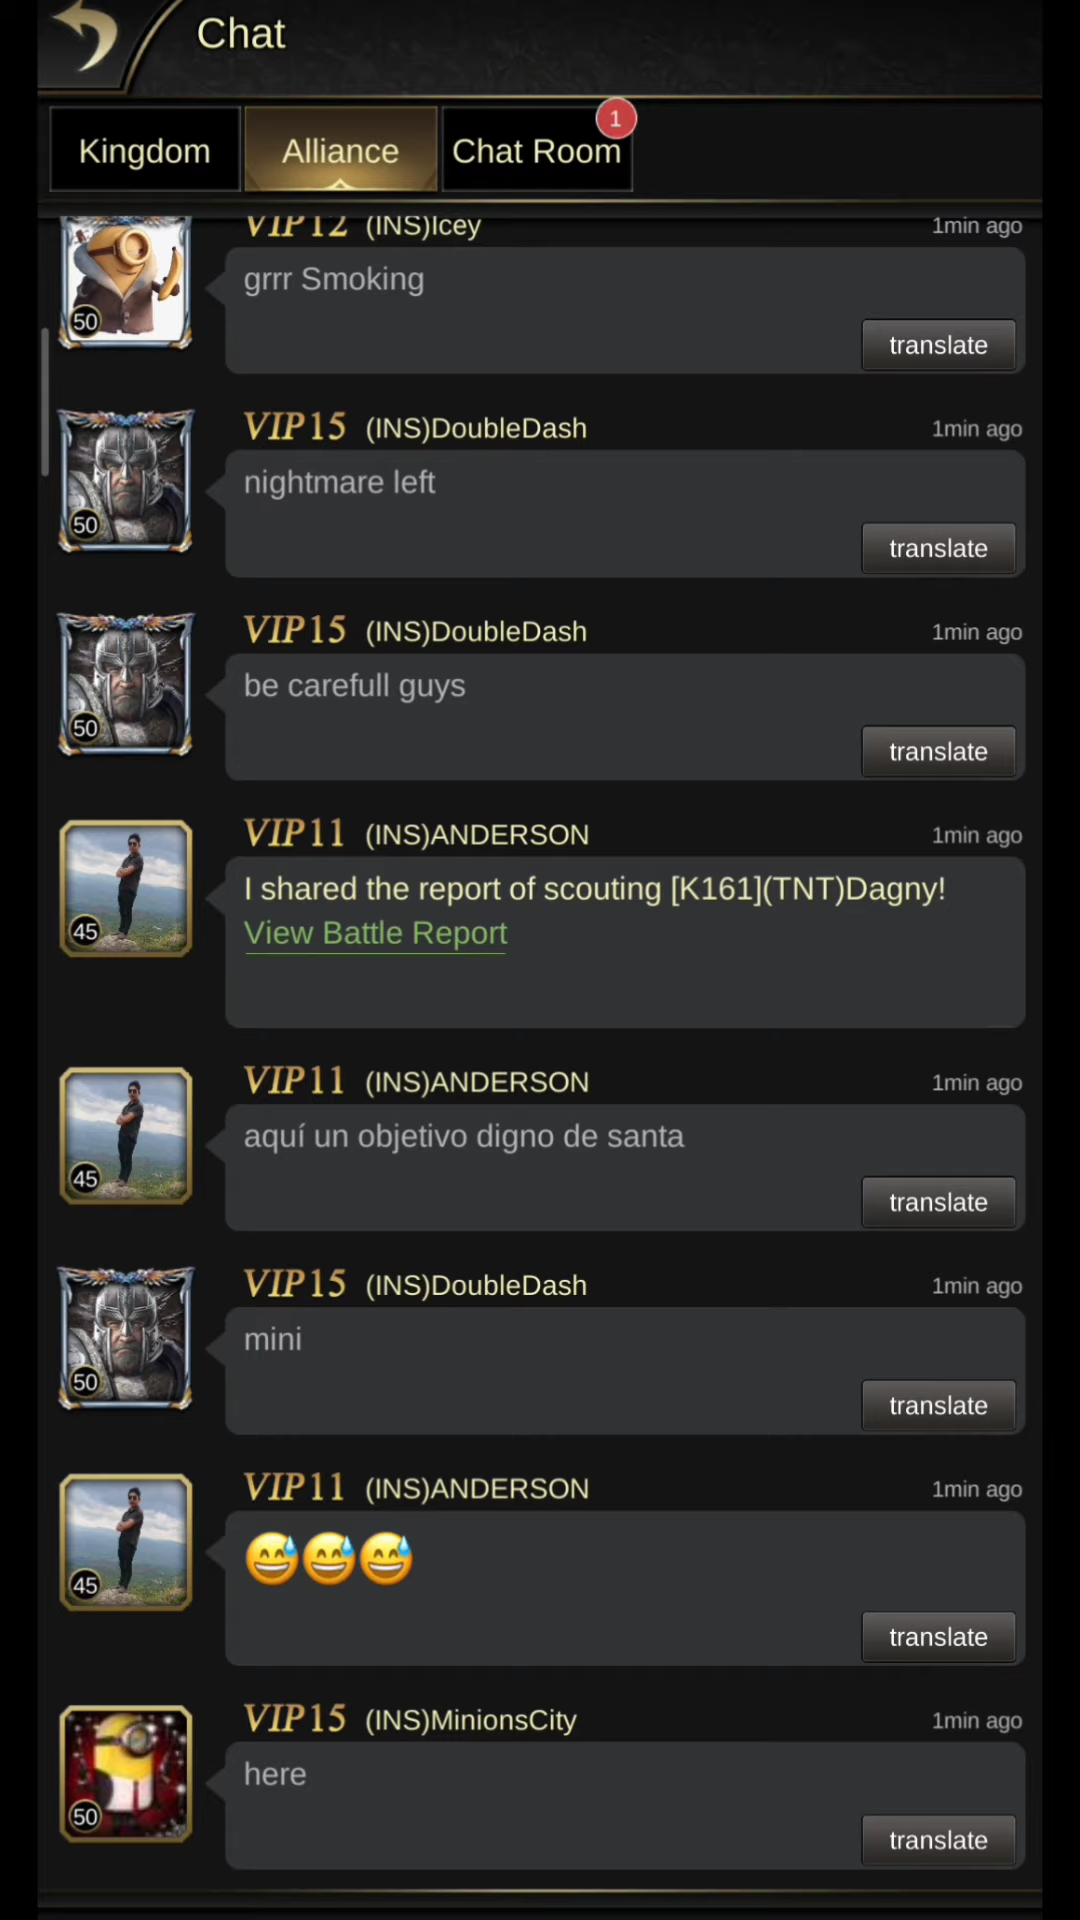 Chat
Kingdom
Alliance
Chat Room
1
VIP12 (INS)Icey
1min ago
grrr Smoking
50
translate
VIP15 (INS)DoubleDash
1min ago
nightmare left
50
translate
VIP15 (INS)DoubleDash
1min ago
be carefull guys
50
translate
VIP11 (INS)ANDERSON
1min ago
I shared the report of scouting [K161](TNT)Dagny!
View Battle Report
45
VIP11 (INS)ANDERSON
1min ago
aquí un objetivo digno de santa
45
translate
VIP15 (INS)DoubleDash
1min ago
mini
50
translate
VIP11 (INS)ANDERSON
1min ago
😅😅😅
45
translate
VIP15 (INS)MinionsCity
1min ago
here
50
translate